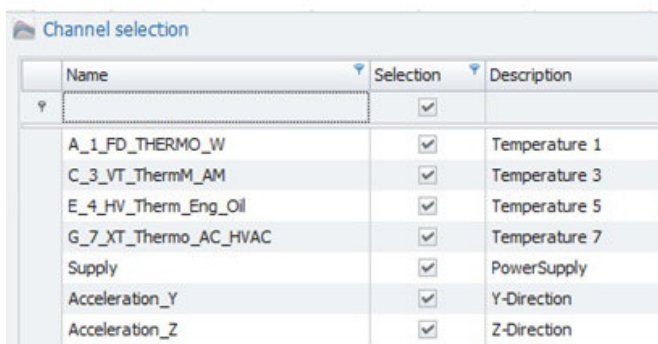 Channel selection
Name Selection Description
A_1_FD_THERMO_W Temperature 1
C_3_VT_ThermM_AM Temperature 3
E_4_HV_Therm_Eng_Oil Temperature 5
G_7_XT_Thermo_AC_HVAC Temperature 7
Supply PowerSupply
Acceleration_Y Y-Direction
Acceleration_Z Z-Direction